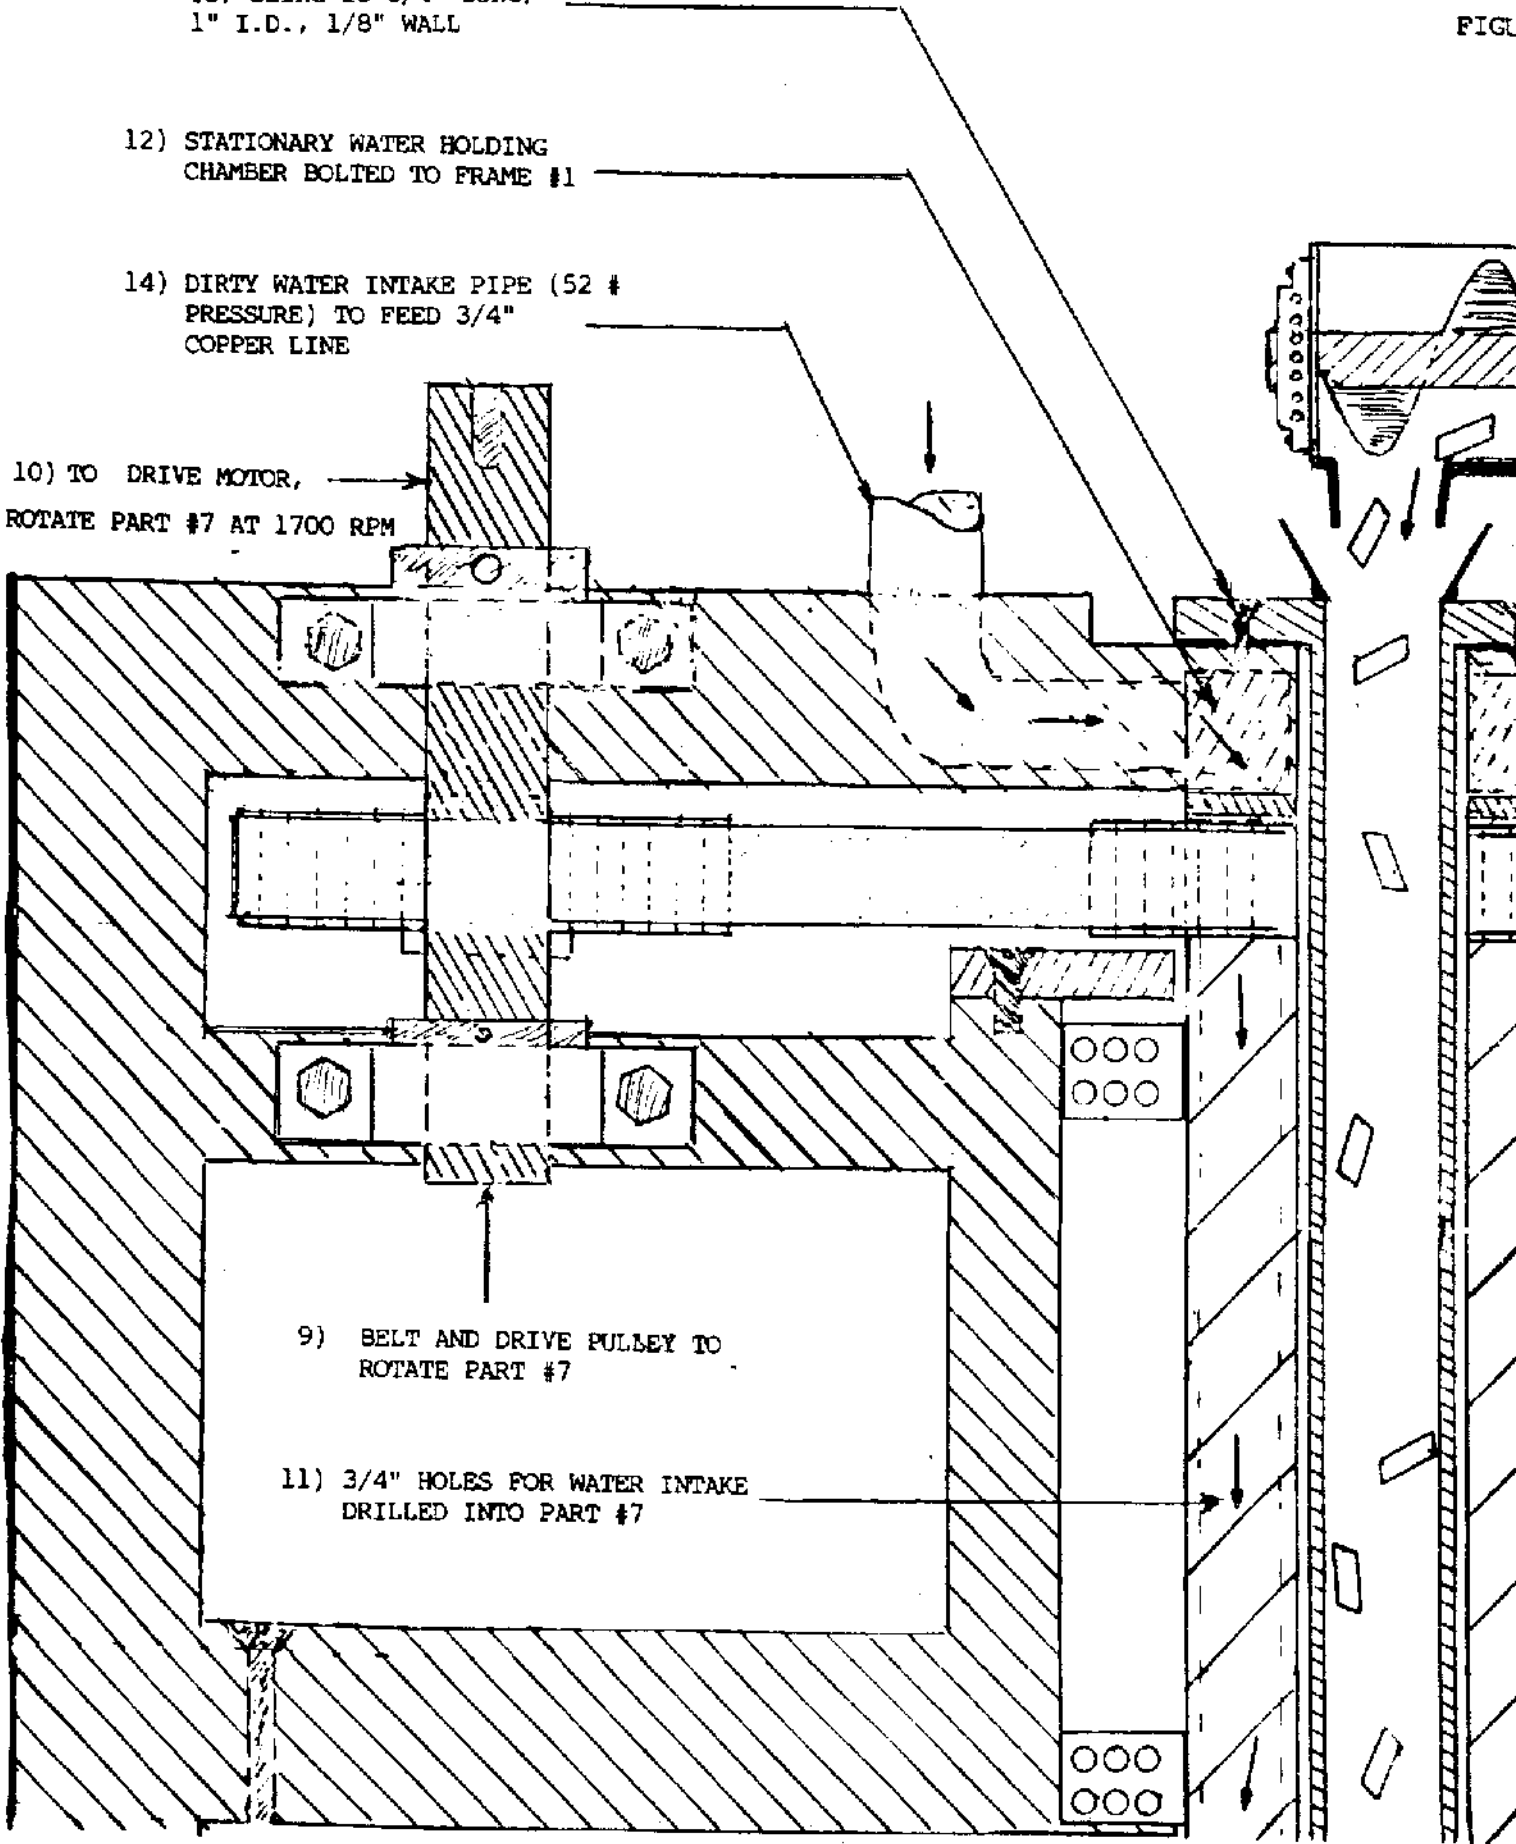 1" I.D., 1/8" WALL
FIGU
12) STATIONARY WATER HOLDING
CHAMBER BOLTED TO FRAME #1
14) DIRTY WATER INTAKE PIPE (52 #
PRESSURE) TO FEED 3/4"
COPPER LINE
10) TO DRIVE MOTOR,
ROTATE PART #7 AT 1700 RPM
9) BELT AND DRIVE PULLEY TO
ROTATE PART #7
11) 3/4" HOLES FOR WATER INTAKE
DRILLED INTO PART #7